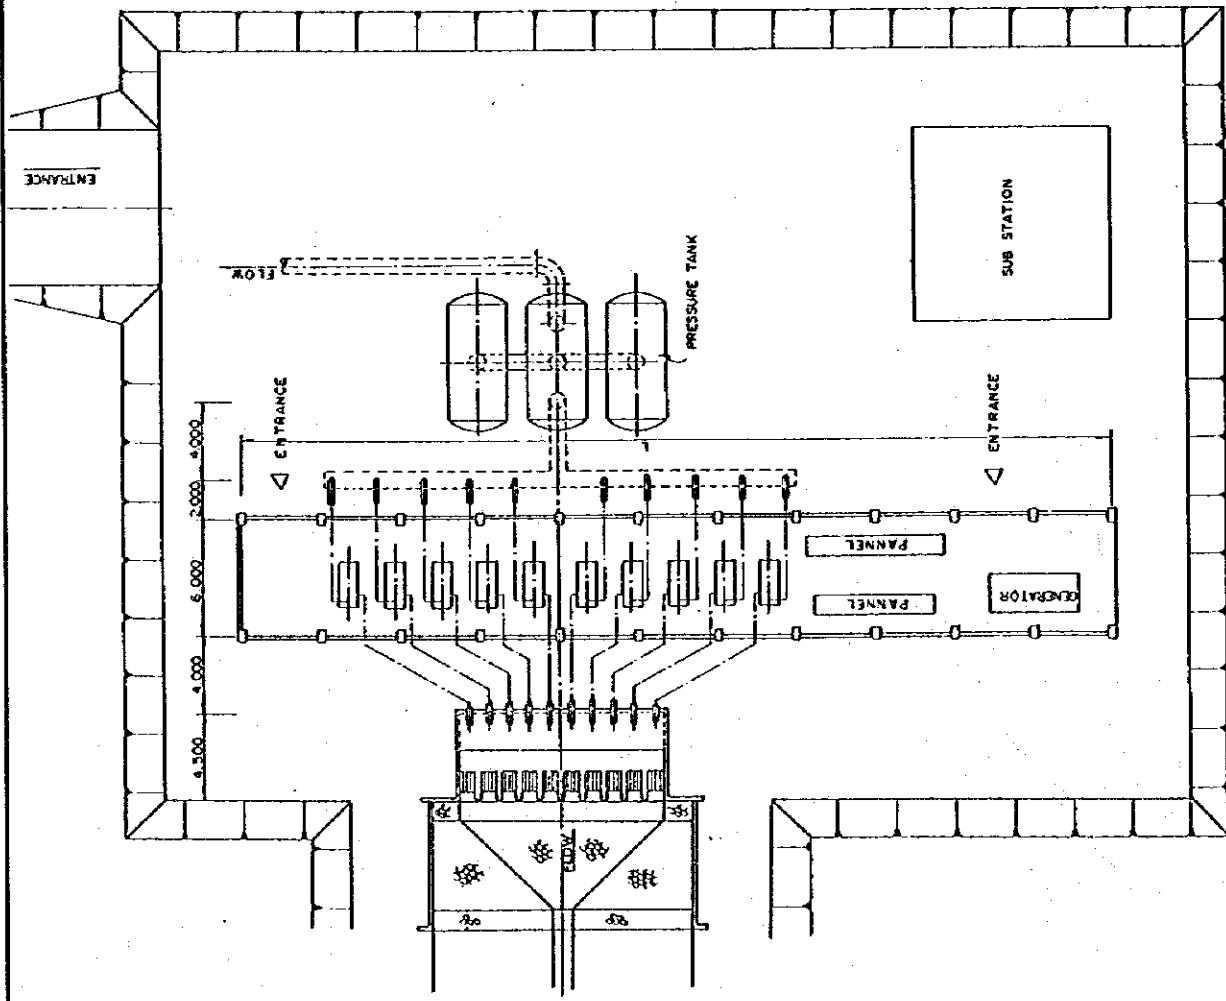 ENTRANCE
SUB STATION
FLOW
PRESSURE TANK
ENTRANCE
ENTRANCE
4.000
2.000
6.000
4.000
4.500
PANNEL
PANNEL
GENERATOR
FLOW